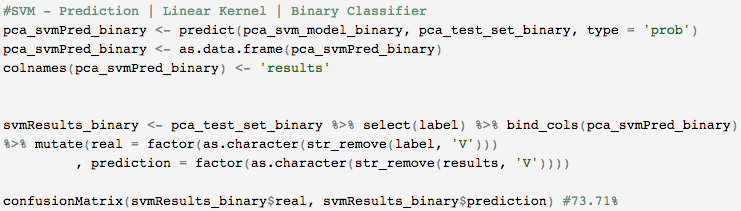 #SVM - Prediction | Linear Kernel | Binary Classifier
pca_svmPred_binary <- predict(pca_svm_model_binary, pca_test_set_binary, type = 'prob')
pca_svmPred_binary <- as.data.frame(pca_svmPred_binary)
colnames(pca_svmPred_binary) <- 'results'
svmResults_binary <- pca_test_set_binary %>% select(label) %>% bind_cols(pca_svmPred_binary)
%>% mutate(real = factor(as.character(str_remove(label, 'V')))
, prediction = factor(as.character(str_remove(results, 'V'))))
confusionMatrix(svmResults_binary$real, svmResults_binary$prediction) #73.71%